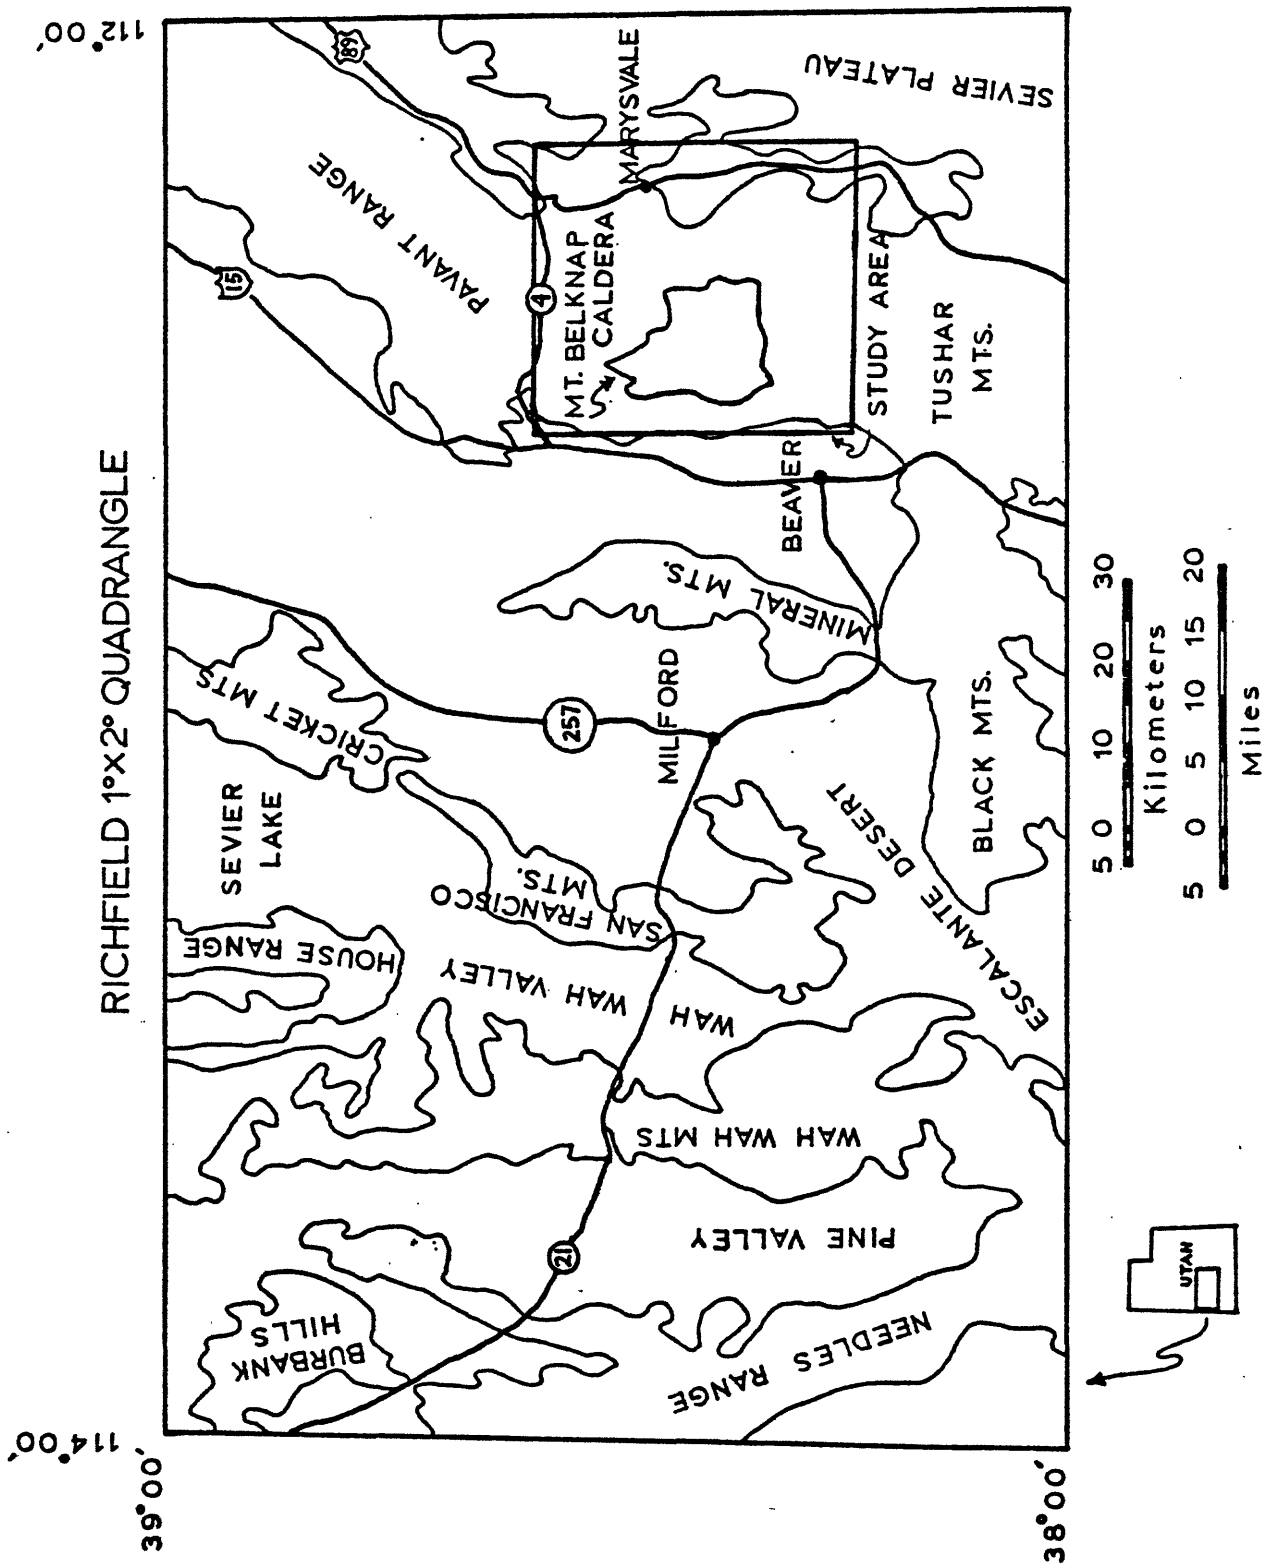 RICHFIELD 1°X2° QUADRANGLE
114°00'
112°00'
39°00'
38°00'
BURBANK
HILLS
HOUSE RANGE
SEVIER
LAKE
CRICKET MTS
15
89
PAVANT RANGE
21
WAH WAH VALLEY
SAN FRANCISCO
MTS.
257
MILFORD
MINERAL MTS.
4
MT. BELKNAP
CALDERA
MARYSVALE
NEEDLES RANGE
PINE VALLEY
WAH WAH MTS
ESCALANTE DESERT
BLACK MTS.
BEAVER
STUDY AREA
TUSHAR
MTS.
SEVIER PLATEAU
UTAH
5 0 10 20 30
Kilometers
5 0 5 10 15 20
Miles